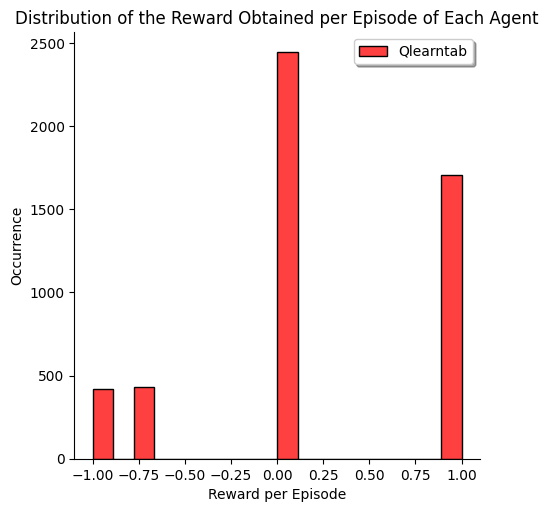 Distribution of the Reward Obtained per Episode of Each Agent
Qlearntab
2500
2000
1500
1000
500
0
Occurrence
−1.00 −0.75 −0.50 −0.25 0.00 0.25 0.50 0.75 1.00
Reward per Episode